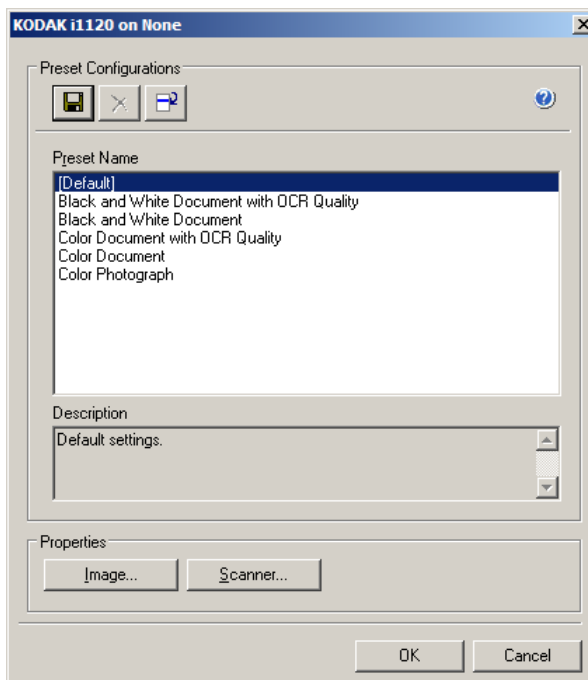 KODAK i1120 on None
Preset Configurations
Preset Name
[Default]
Black and White Document with OCR Quality
Black and White Document
Color Document with OCR Quality
Color Document
Color Photograph
Description
Default settings.
Properties
Image...
Scanner...
OK
Cancel